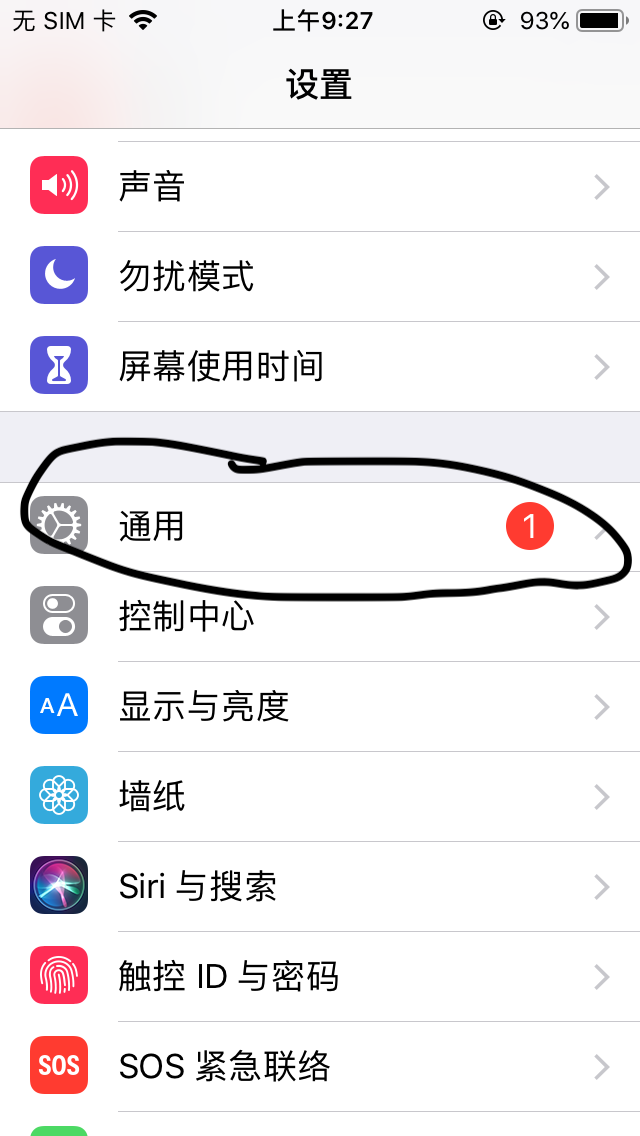 无 SIM 卡 上午9:27 93%
设置
声音
勿扰模式
屏幕使用时间
通用 1
控制中心
AA 显示与亮度
墙纸
Siri 与搜索
触控 ID 与密码
SOS SOS 紧急联络